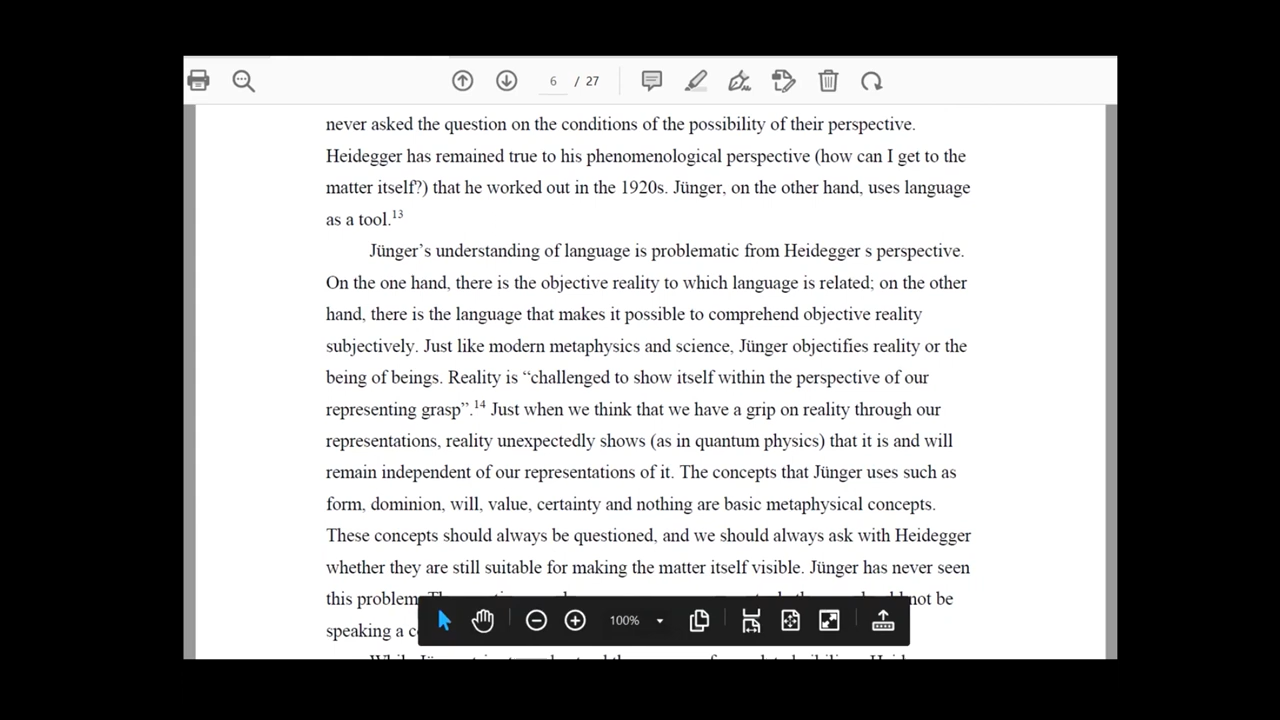 6 / 27
never asked the question on the conditions of the possibility of their perspective.
Heidegger has remained true to his phenomenological perspective (how can I get to the
matter itself?) that he worked out in the 1920s. Jünger, on the other hand, uses language
as a tool.13
Jünger’s understanding of language is problematic from Heidegger s perspective.
On the one hand, there is the objective reality to which language is related; on the other
hand, there is the language that makes it possible to comprehend objective reality
subjectively. Just like modern metaphysics and science, Jünger objectifies reality or the
being of beings. Reality is “challenged to show itself within the perspective of our
representing grasp”.14 Just when we think that we have a grip on reality through our
representations, reality unexpectedly shows (as in quantum physics) that it is and will
remain independent of our representations of it. The concepts that Jünger uses such as
form, dominion, will, value, certainty and nothing are basic metaphysical concepts.
These concepts should always be questioned, and we should always ask with Heidegger
whether they are still suitable for making the matter itself visible. Jünger has never seen
this problem not be
speaking a
100%